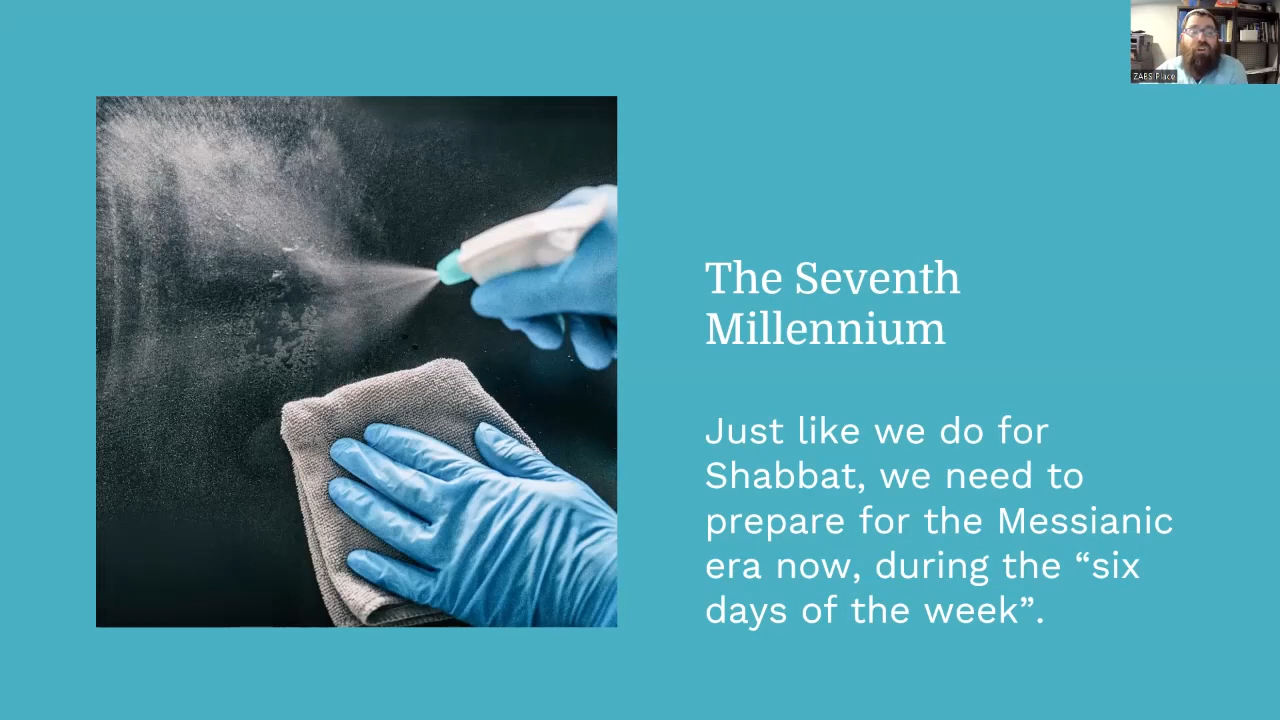 ZABS Place
The Seventh
Millennium
Just like we do for
Shabbat, we need to
prepare for the Messianic
era now, during the “six
days of the week”.